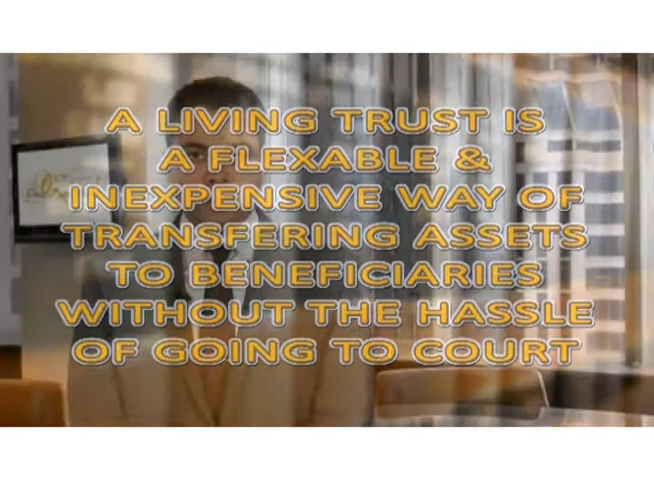 A LIVING TRUST IS
A FLEXABLE &
INEXPENSIVE WAY OF
TRANSFERING ASSETS
TO BENEFICIARIES
WITHOUT THE HASSLE
OF GOING TO COURT